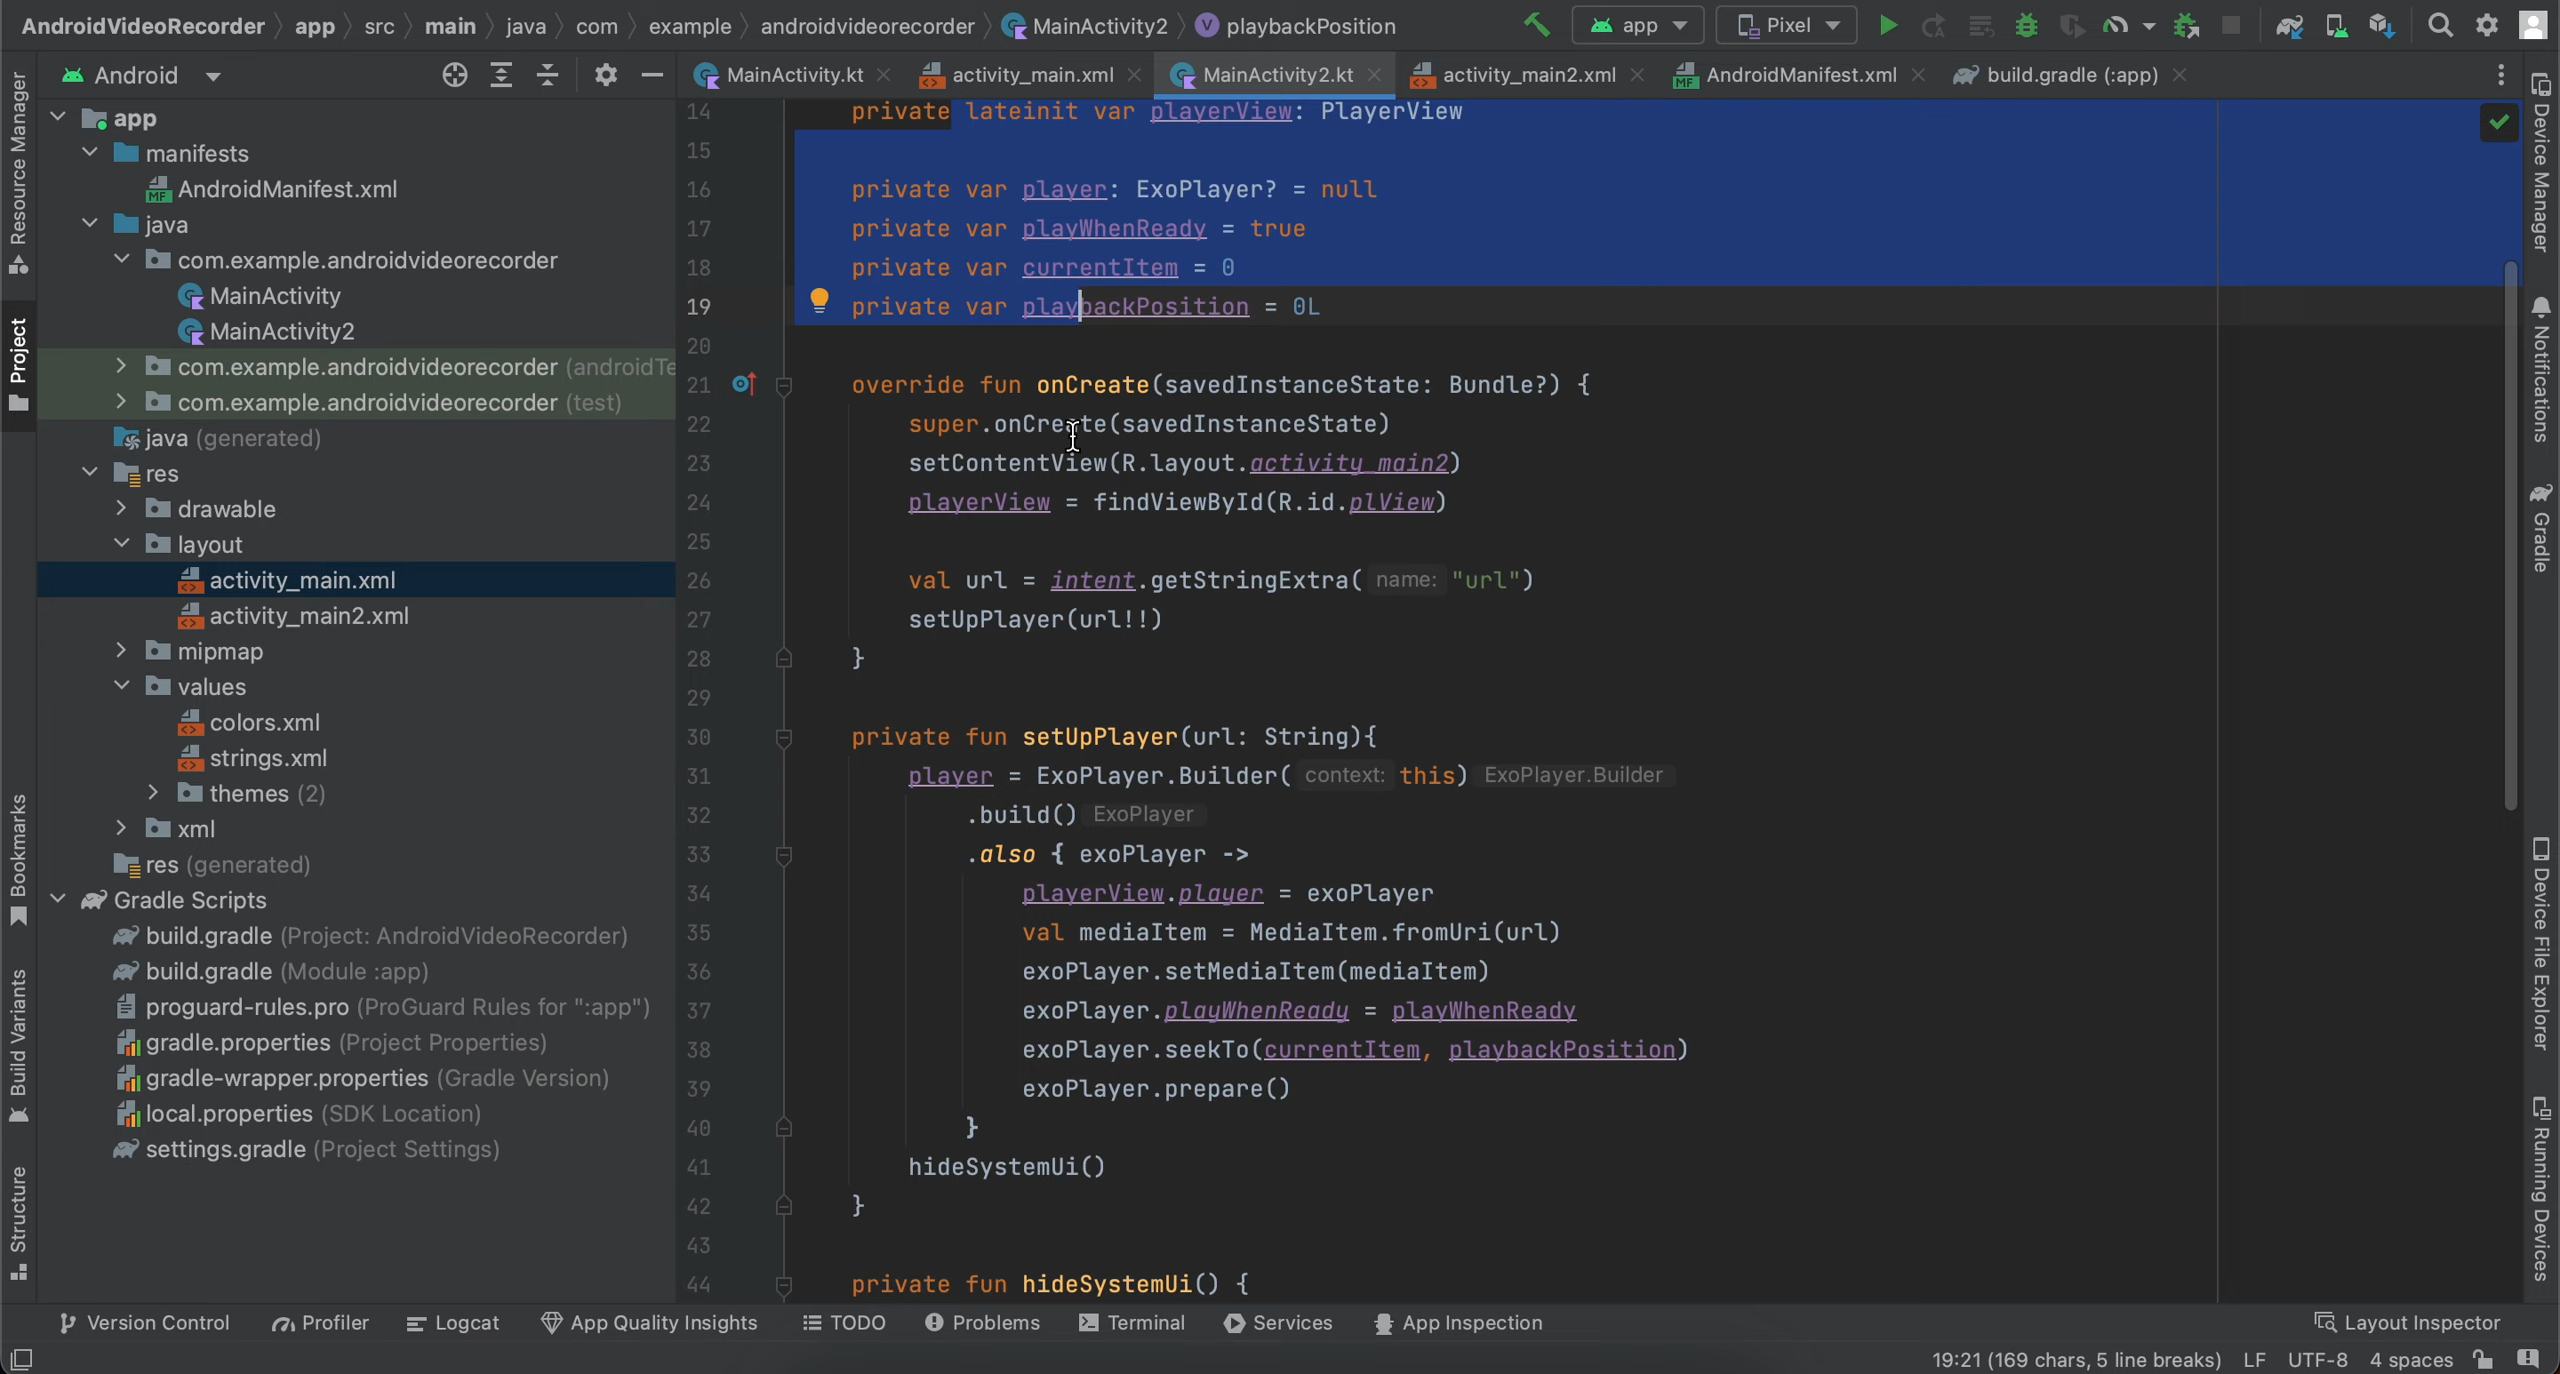 AndroidVideoRecorder app src main java com example androidvideorecorder MainActivity2 playbackPosition app Pixel
Android
MainActivity.kt activity_main.xml MainActivity2.kt activity_main2.xml AndroidManifest.xml build.gradle (:app)
Resource Manager
Project
Bookmarks
Build Variants
Structure
app
manifests
AndroidManifest.xml
java
com.example.androidvideorecorder
MainActivity
MainActivity2
com.example.androidvideorecorder (androidTe
com.example.androidvideorecorder (test)
java (generated)
res
drawable
layout
activity_main.xml
activity_main2.xml
mipmap
values
colors.xml
strings.xml
themes (2)
xml
res (generated)
Gradle Scripts
build.gradle (Project: AndroidVideoRecorder)
build.gradle (Module :app)
proguard-rules.pro (ProGuard Rules for ":app")
gradle.properties (Project Properties)
gradle-wrapper.properties (Gradle Version)
local.properties (SDK Location)
settings.gradle (Project Settings)
14 private lateinit var playerView: PlayerView
15
16 private var player: ExoPlayer? = null
17 private var playWhenReady = true
18 private var currentItem = 0
19 private var playbackPosition = 0L
20
21 override fun onCreate(savedInstanceState: Bundle?) {
22 super.onCreate(savedInstanceState)
23 setContentView(R.layout.activity_main2)
24 playerView = findViewById(R.id.plView)
25
26 val url = intent.getStringExtra( name: "url")
27 setUpPlayer(url!!)
28 }
29
30 private fun setUpPlayer(url: String){
31 player = ExoPlayer.Builder( context: this) ExoPlayer.Builder
32 .build() ExoPlayer
33 .also { exoPlayer ->
34 playerView.player = exoPlayer
35 val mediaItem = MediaItem.fromUri(url)
36 exoPlayer.setMediaItem(mediaItem)
37 exoPlayer.playWhenReady = playWhenReady
38 exoPlayer.seekTo(currentItem, playbackPosition)
39 exoPlayer.prepare()
40 }
41 hideSystemUi()
42 }
43
44 private fun hideSystemUi() {
Device Manager
Notifications
Gradle
Device File Explorer
Running Devices
Version Control Profiler Logcat App Quality Insights TODO Problems Terminal Services App Inspection Layout Inspector
19:21 (169 chars, 5 line breaks) LF UTF-8 4 spaces